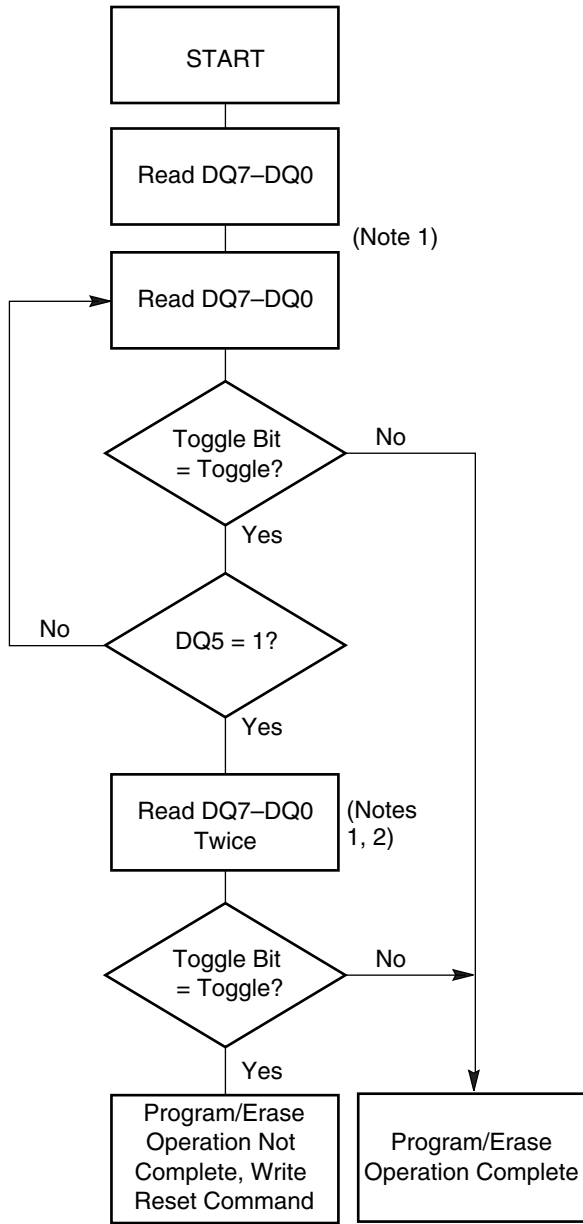 START
Read DQ7–DQ0
(Note 1)
Read DQ7–DQ0
Toggle Bit
= Toggle?
No
Yes
DQ5 = 1?
No
Yes
Read DQ7–DQ0
Twice
(Notes
1, 2)
Toggle Bit
= Toggle?
No
Yes
Program/Erase
Operation Not
Complete, Write
Reset Command
Program/Erase
Operation Complete